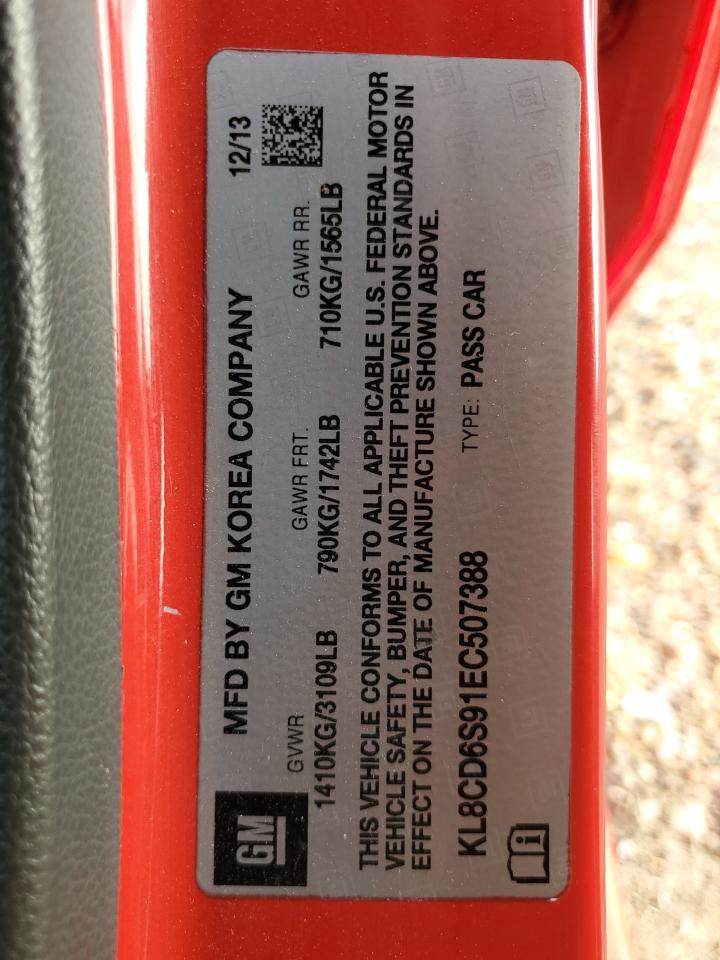 GM
MFD BY GM KOREA COMPANY 12/13
GVWR GAWR FRT. GAWR RR.
1410KG/3109LB 790KG/1742LB 710KG/1565LB
THIS VEHICLE CONFORMS TO ALL APPLICABLE U.S. FEDERAL MOTOR
VEHICLE SAFETY, BUMPER, AND THEFT PREVENTION STANDARDS IN
EFFECT ON THE DATE OF MANUFACTURE SHOWN ABOVE.
KL8CD6S91EC507388 TYPE: PASS CAR